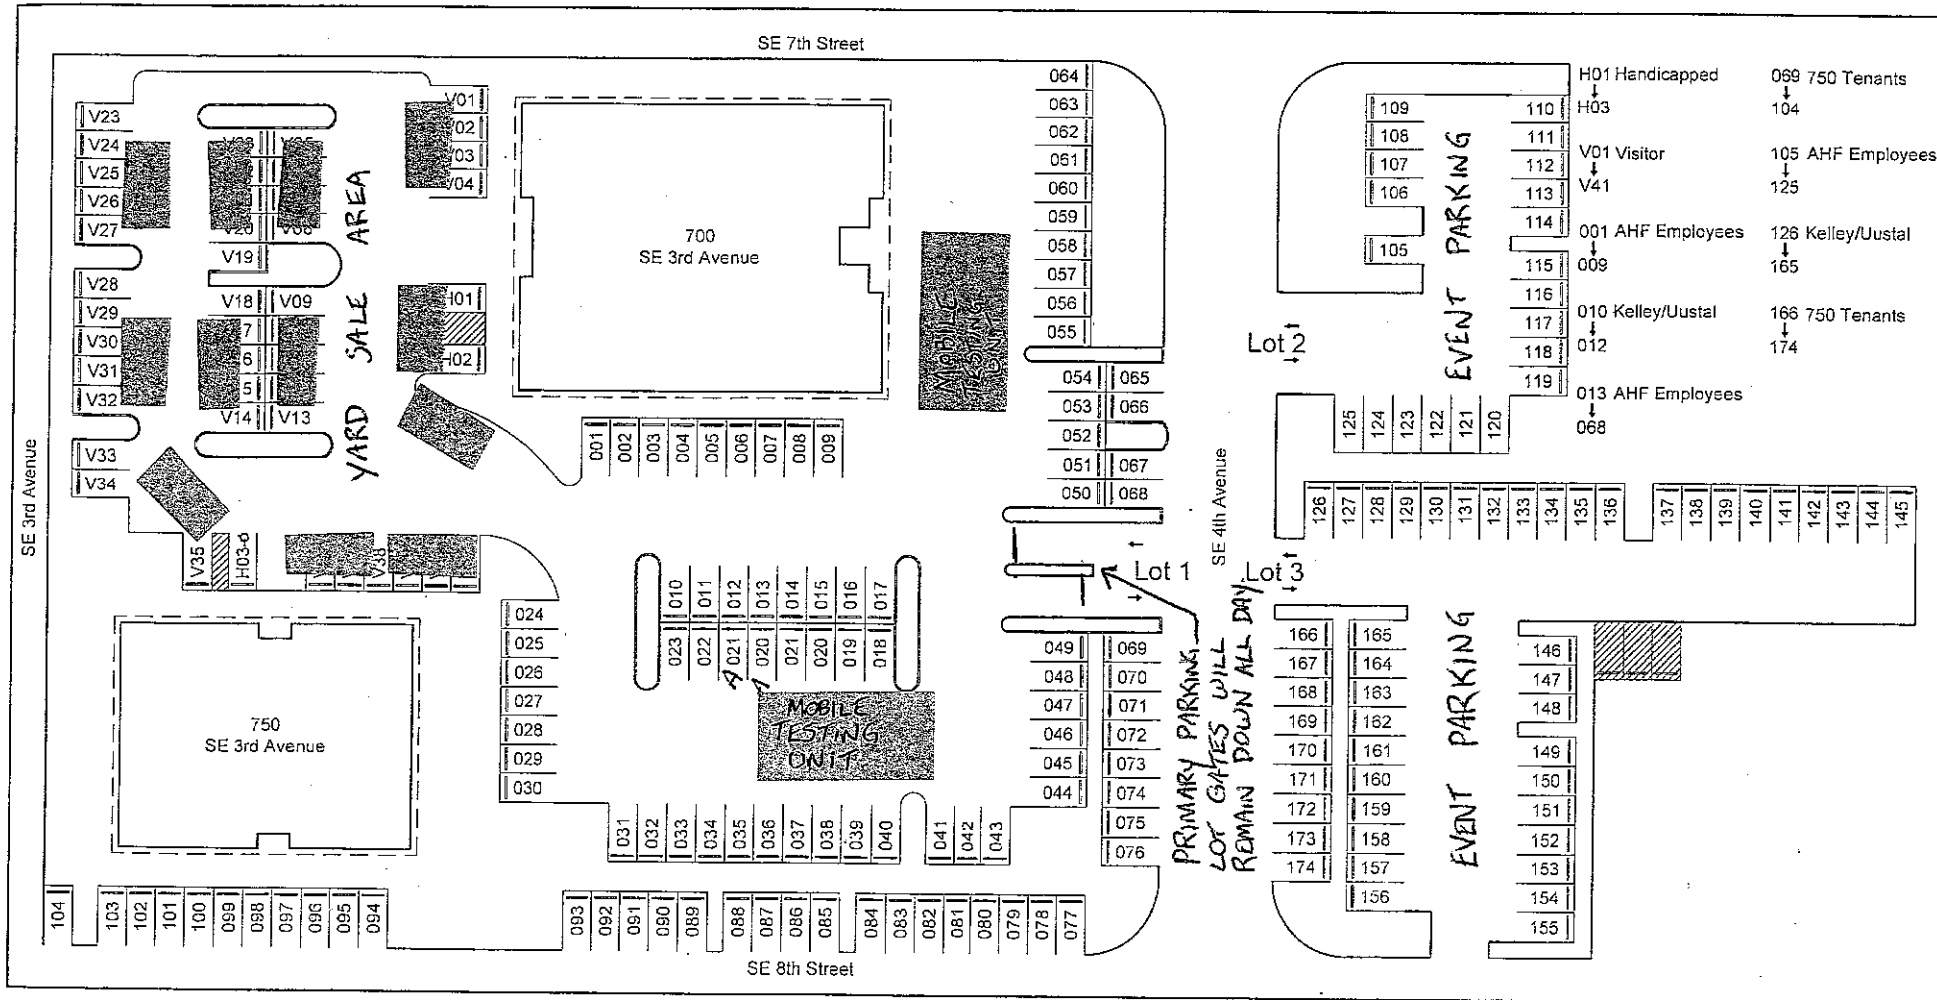 SE 7th Street
SE 3rd Avenue
V23
V24
V25
V26
V27
V28
V29
V30
V31
V32
V33
V34
V19
V18 V09
7
6
5
V14 V13
YARD SALE AREA
V01
V02
V03
V04
H01
H02
V35
H03
V38
700
SE 3rd Avenue
MOBILE
TESTING
UNIT
064
063
062
061
060
059
058
057
056
055
054 065
053 066
052
051 067
050 068
001 002 003 004 005 006 007 008 009
010 011 012 013 014 015 016 017
023 022 021 020 021 020 019 018
MOBILE
TESTING
UNIT
024
025
026
027
028
029
030
750
SE 3rd Avenue
031 032 033 034 035 036 037 038 039 040 041 042 043
049 069
048 070
047 071
046 072
045 073
044 074
075
076
104 103 102 101 100 099 098 097 096 095 094
093 092 091 090 089 088 087 086 085 084 083 082 081 080 079 078 077
SE 8th Street
SE 4th Avenue
Lot 1
PRIMARY PARKING
LOT GATES WILL
REMAIN DOWN ALL DAY
Lot 2
109
108
107
106
105
EVENT PARKING
110
111
112
113
114
115
116
117
118
119
125 124 123 122 121 120
Lot 3
126 127 128 129 130 131 132 133 134 135 136 137 138 139 140 141 142 143 144 145
166 165
167 164
168 163
169 162
170 161
171 160
172 159
173 158
174 157
156
EVENT PARKING
146
147
148
149
150
151
152
153
154
155
H01 Handicapped
H03
V01 Visitor
V41
001 AHF Employees
009
010 Kelley/Uustal
012
013 AHF Employees
068
069 750 Tenants
104
105 AHF Employees
125
126 Kelley/Uustal
165
166 750 Tenants
174